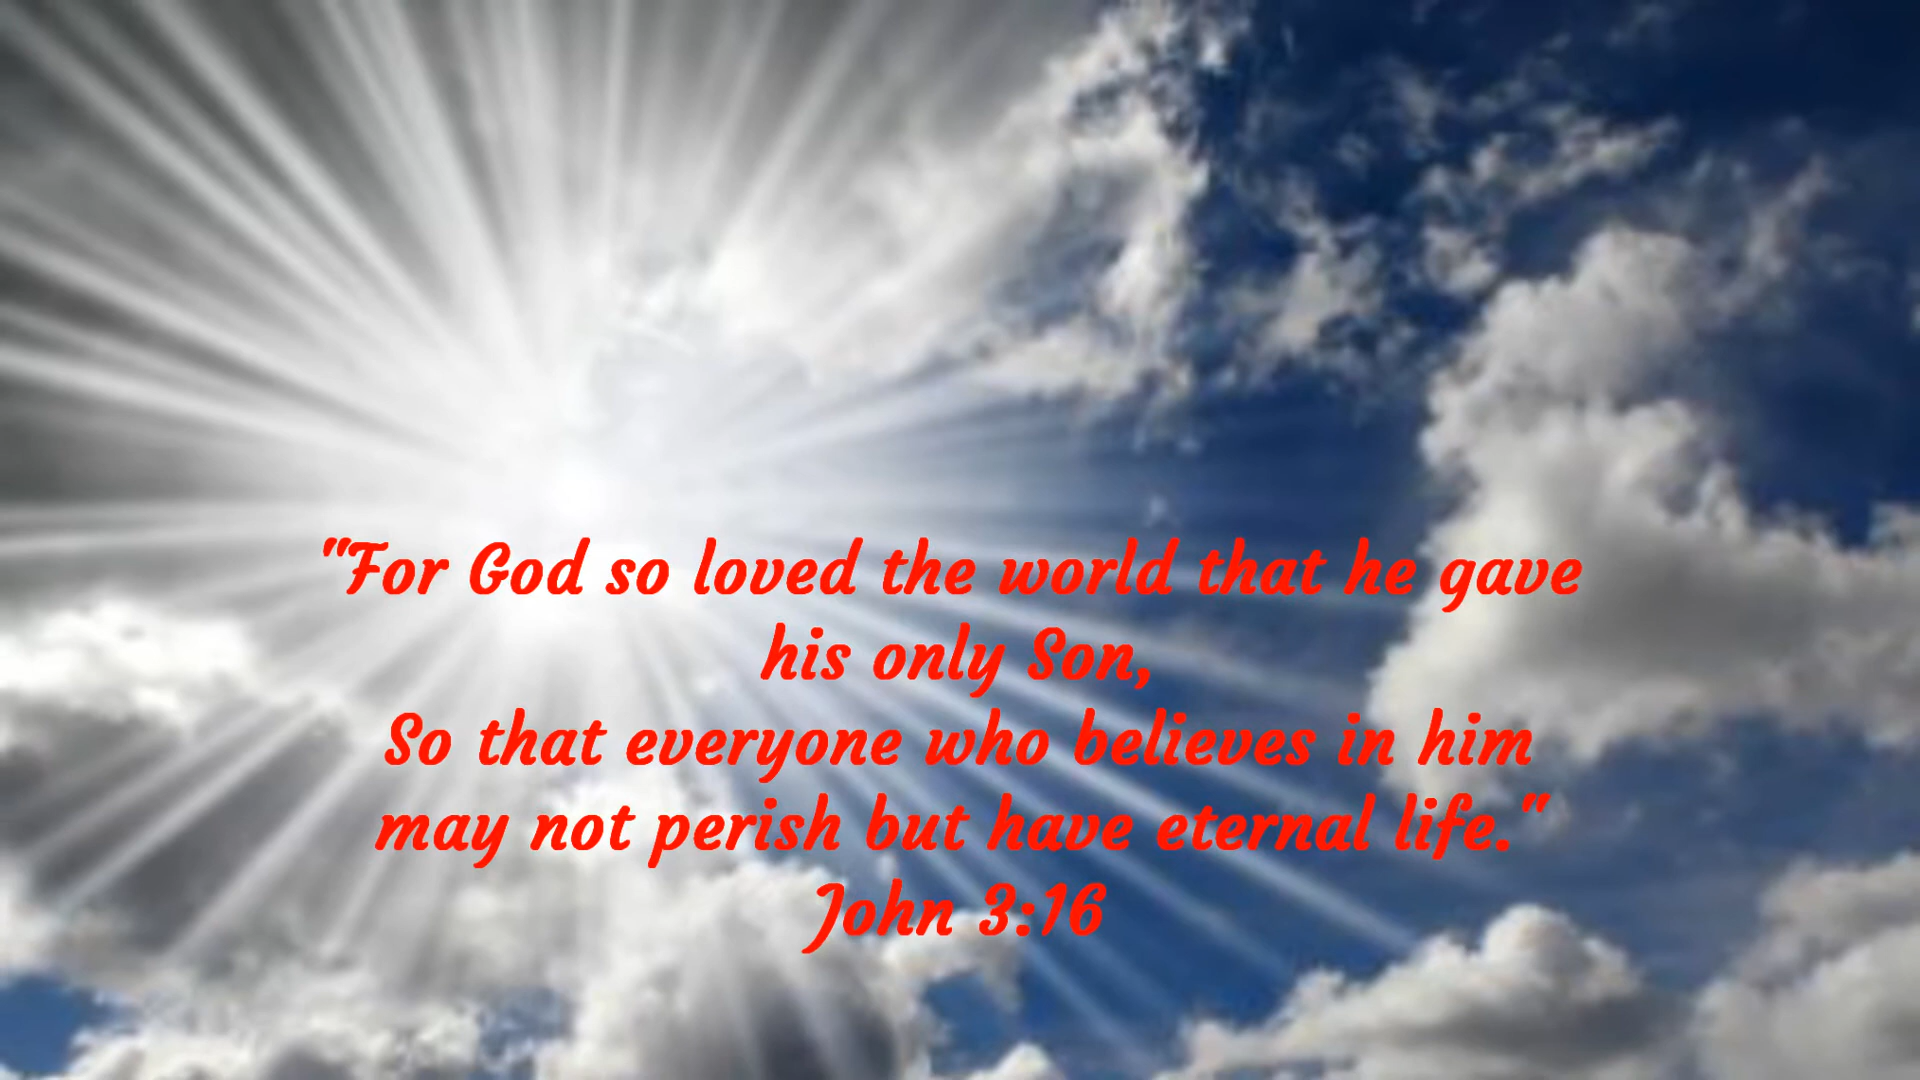 "For God so loved the world that he gave
his only Son,
So that everyone who believes in him
may not perish but have eternal life."
John 3:16